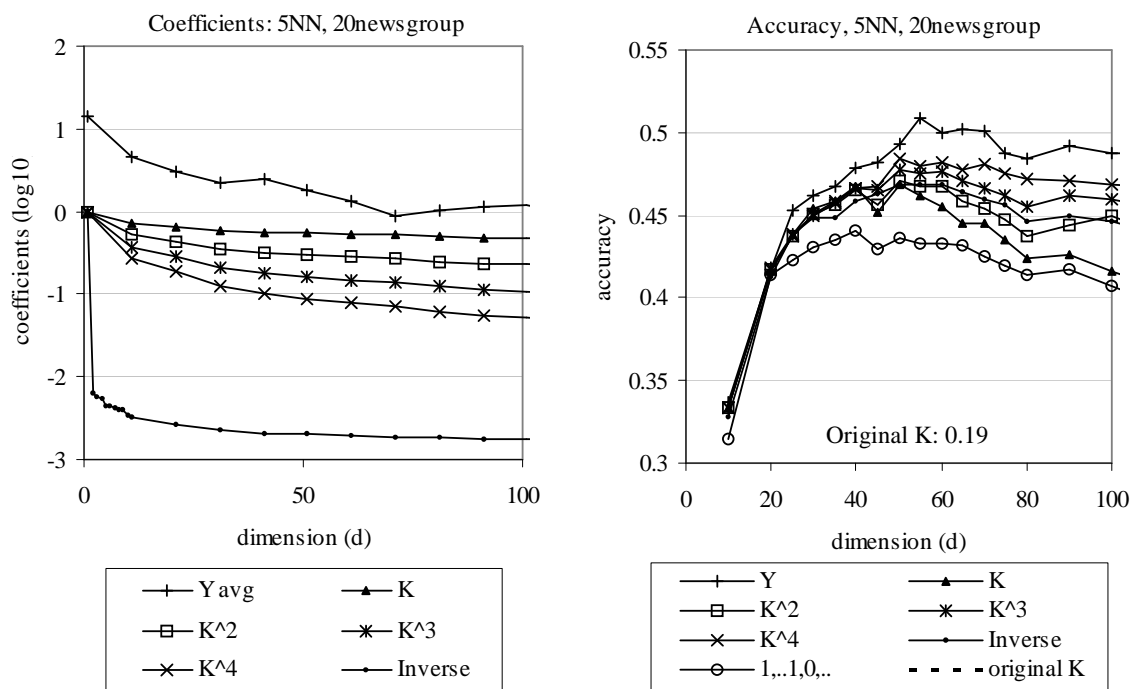 Coefficients: 5NN, 20newsgroup
2
1
0
-1
-2
-3
0
50
100
coefficients (log10
dimension (d)
Y avg
K
K^2
K^3
K^4
Inverse
Accuracy, 5NN, 20newsgroup
0.55
0.5
0.45
0.4
0.35
0.3
Original K: 0.19
0
20
40
60
80
100
accuracy
dimension (d)
Y
K
K^2
K^3
K^4
Inverse
1,..1,0,..
original K